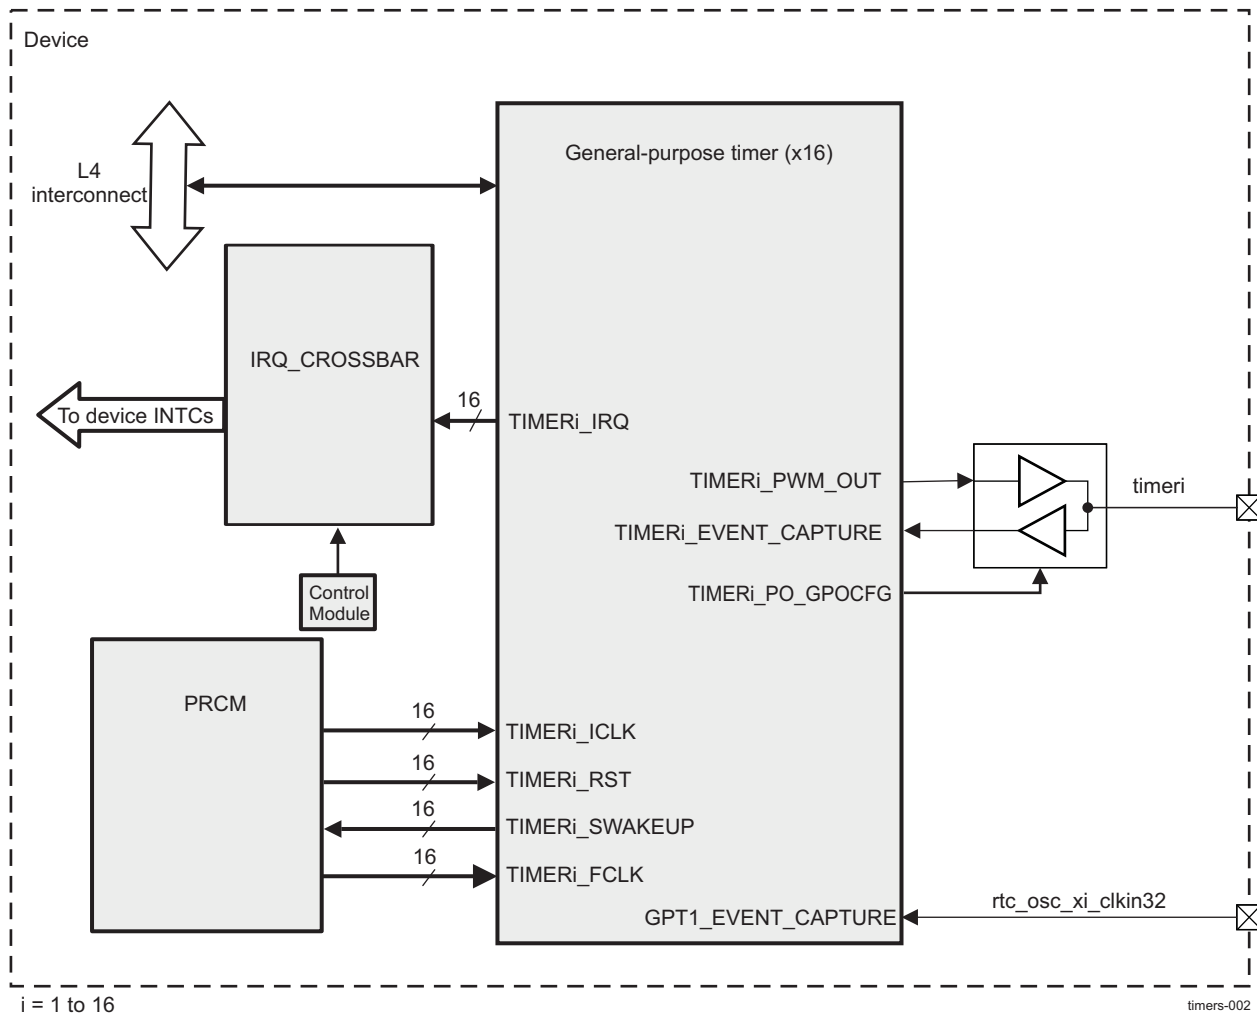 Device
General-purpose timer (x16)
L4
interconnect
IRQ_CROSSBAR
To device INTCs
16
TIMERi_IRQ
TIMERi_PWM_OUT
timeri
TIMERi_EVENT_CAPTURE
Control
Module
TIMERi_PO_GPOCFG
PRCM
16
TIMERi_ICLK
16
TIMERi_RST
16
TIMERi_SWAKEUP
16
TIMERi_FCLK
rtc_osc_xi_clkin32
GPT1_EVENT_CAPTURE
i = 1 to 16
timers-002